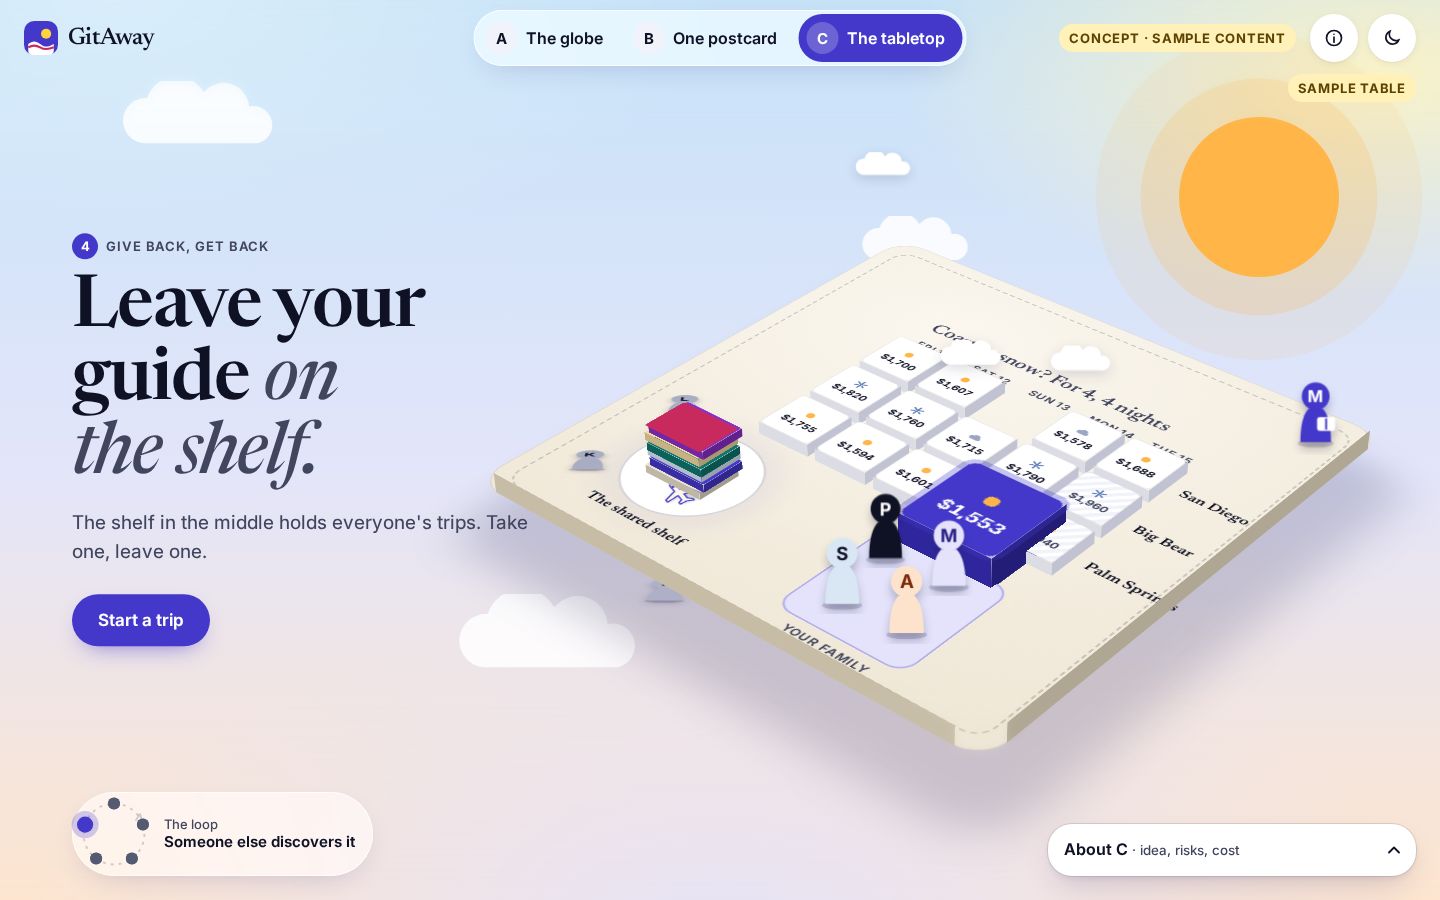 GitAway
A The globe
B One postcard
C The tabletop
CONCEPT · SAMPLE CONTENT
SAMPLE TABLE
4 GIVE BACK, GET BACK
Leave your
guide on
the shelf.
The shelf in the middle holds everyone's trips. Take
one, leave one.
Start a trip
The loop
Someone else discovers it
snow? For 4, 4 nights
SUN 13
$1,700
$1,607
$1,820
$1,760
$1,755
$1,594
$1,715
$1,601
$1,578
$1,790
$1,688
$1,960
$1,553
San Diego
Big Bear
Palm Springs
The shared shelf
K
P
S
M
A
M
YOUR FAMILY
About C · idea, risks, cost